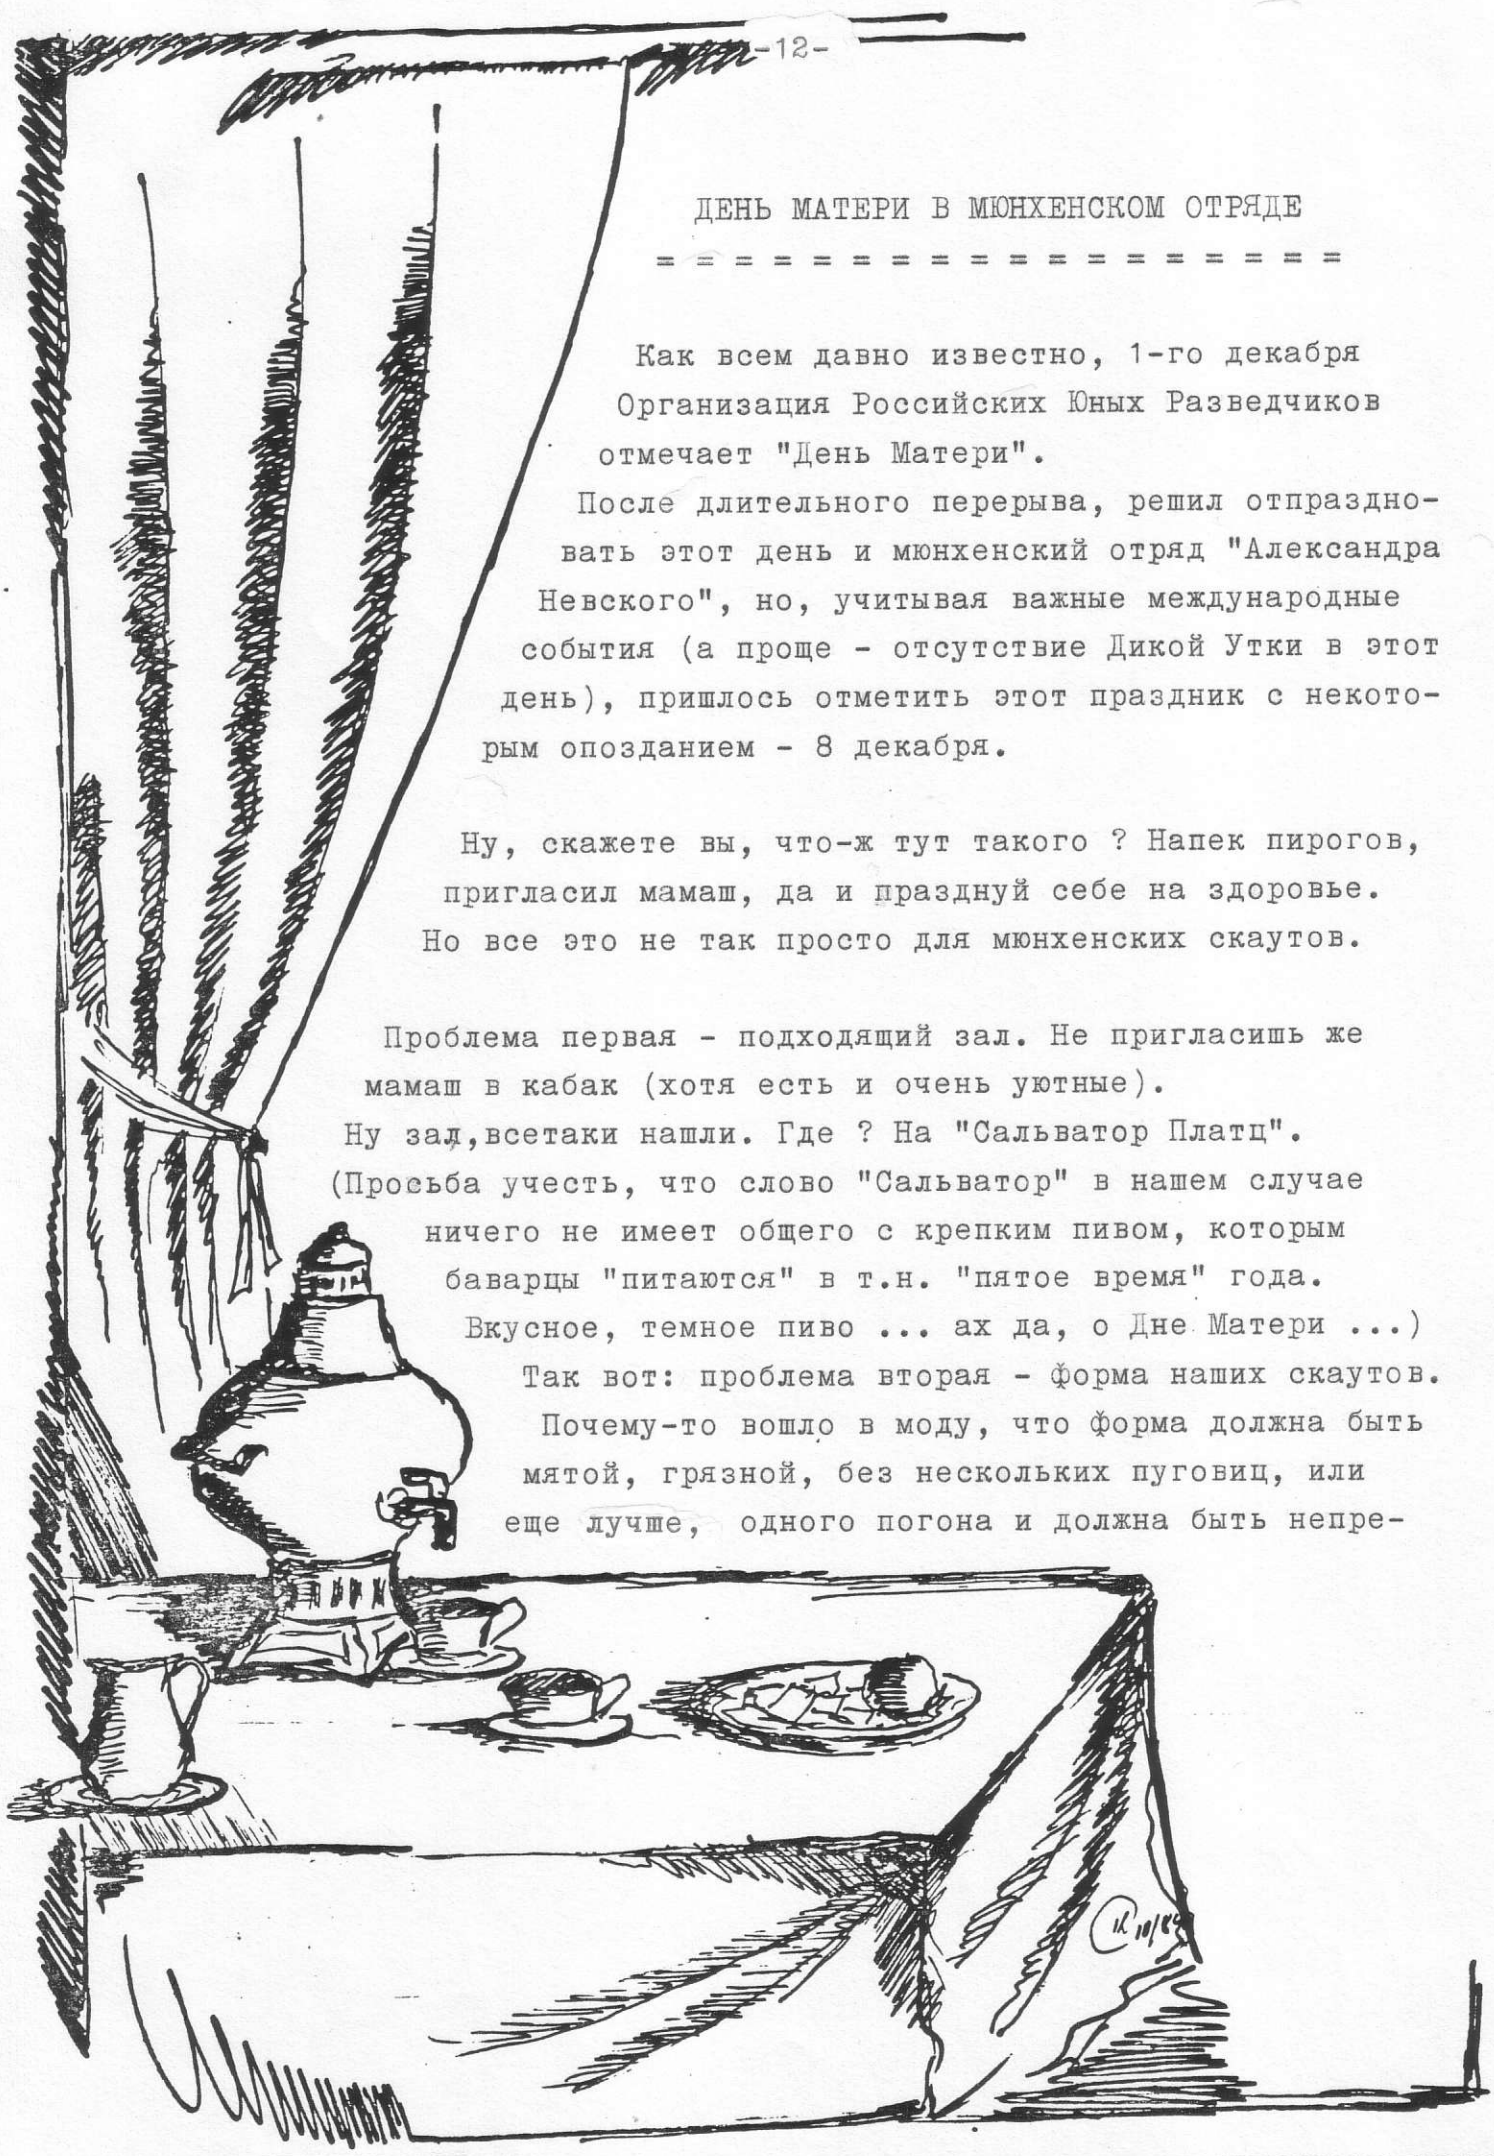 -12-
ДЕНЬ МАТЕРИ В МЮНХЕНСКОМ ОТРЯДЕ
= = = = = = = = = = = = = = = = = =
Как всем давно известно, 1-го декабря
Организация Российских Юных Разведчиков
отмечает "День Матери".
После длительного перерыва, решил отпраздно-
вать этот день и мюнхенский отряд "Александра
Невского", но, учитывая важные международные
события (а проще - отсутствие Дикой Утки в этот
день), пришлось отметить этот праздник с некото-
рым опозданием - 8 декабря.
Ну, скажете вы, что-ж тут такого ? Напек пирогов,
пригласил мамаш, да и празднуй себе на здоровье.
Но все это не так просто для мюнхенских скаутов.
Проблема первая - подходящий зал. Не пригласишь же
мамаш в кабак (хотя есть и очень уютные).
Ну зал,всетаки нашли. Где ? На "Сальватор Платц".
(Просьба учесть, что слово "Сальватор" в нашем случае
ничего не имеет общего с крепким пивом, которым
баварцы "питаются" в т.н. "пятое время" года.
Вкусное, темное пиво ... ах да, о Дне Матери ...)
Так вот: проблема вторая - форма наших скаутов.
Почему-то вошло в моду, что форма должна быть
мятой, грязной, без нескольких пуговиц, или
еще лучше, одного погона и должна быть непре-